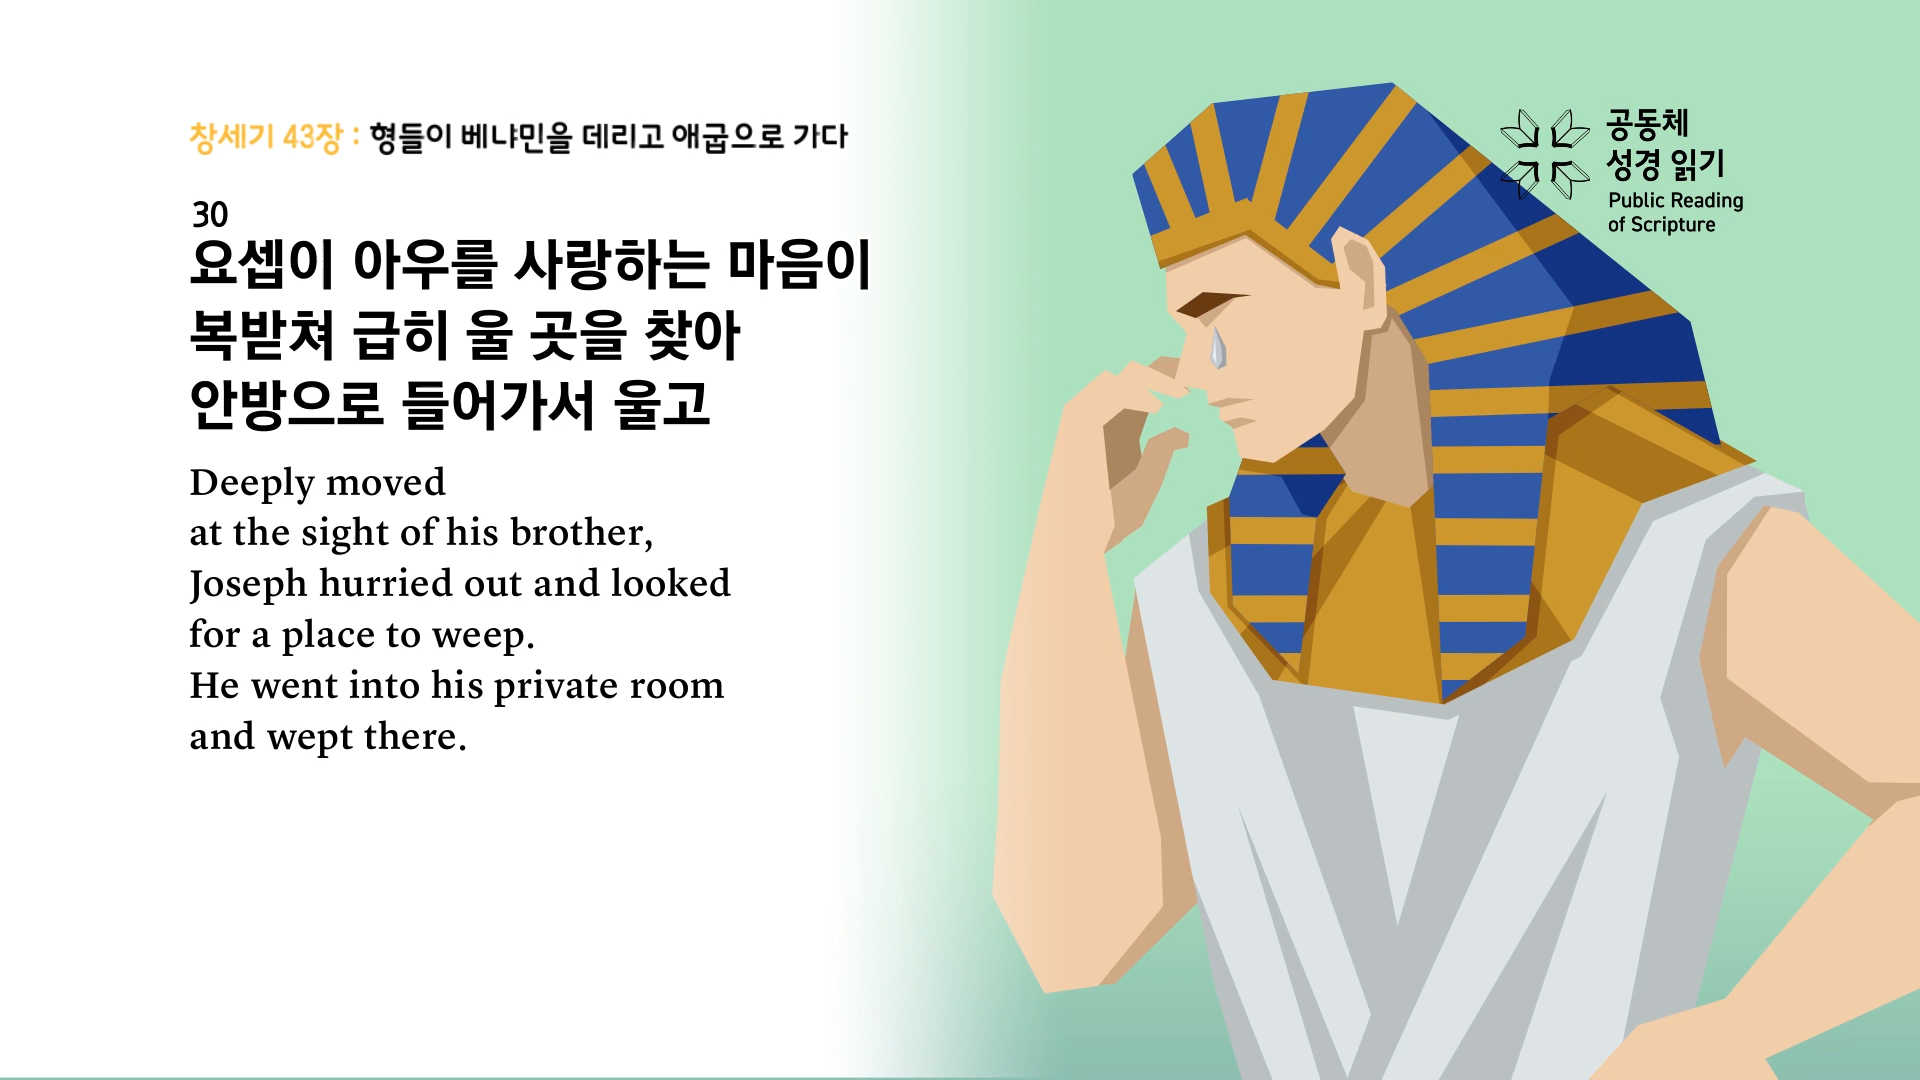 창세기 43장 : 형들이 베냐민을 데리고 애굽으로 가다
30
요셉이 아우를 사랑하는 마음이
복받쳐 급히 울 곳을 찾아
안방으로 들어가서 울고
Deeply moved
at the sight of his brother,
Joseph hurried out and looked
for a place to weep.
He went into his private room
and wept there.
공동체
성경 읽기
Public Reading
of Scripture